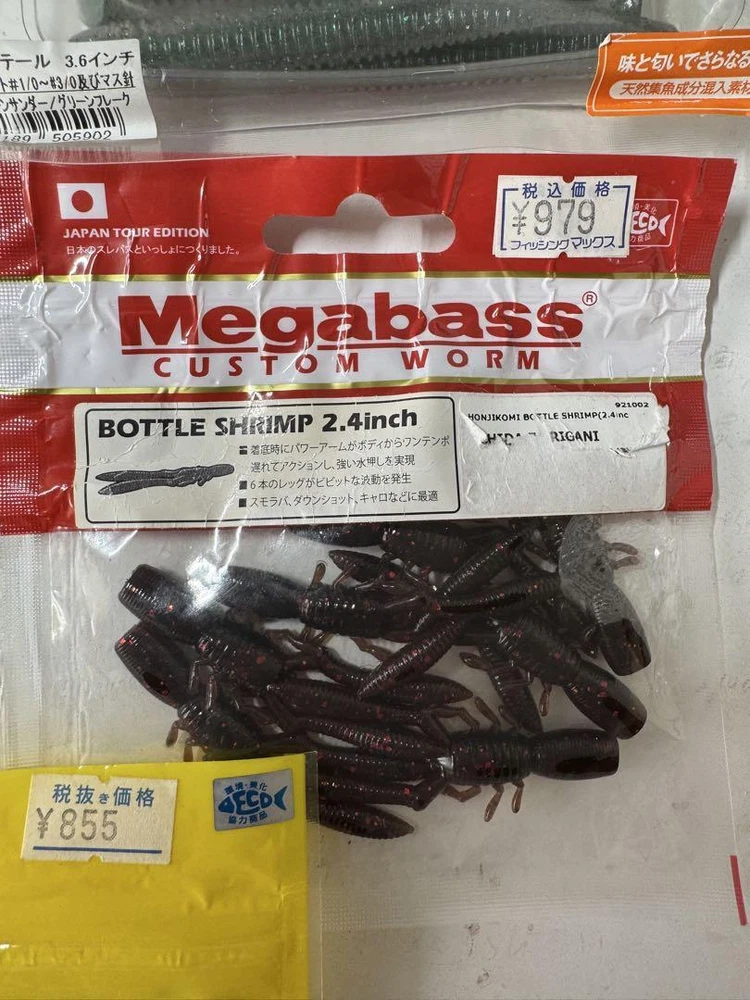 テール 3.6インチ
ト#1/0~#3/0及びマス針
ンサンダー/グリーンフレーク
505902
味と匂いでさらなる
天然集魚成分混入素材
JAPAN TOUR EDITION
日本のスレバスといっしょにつくりました。
税込価格
¥979
フィッシングマックス
ECO
力商品
Megabass®
CUSTOM WORM
BOTTLE SHRIMP 2.4inch
■着底時にパワーアームがボディからワンテンポ
遅れてアクションし、強い水押しを実現
■6本のレッグがビビットな波動を発生
■スモラバ、ダウンショット、キャロなどに最適
921002
HONJIKOMI BOTTLE SHRIMP(2.4inc
RIGANI
税抜き価格
¥855
環境・美化
ECO
協力商品